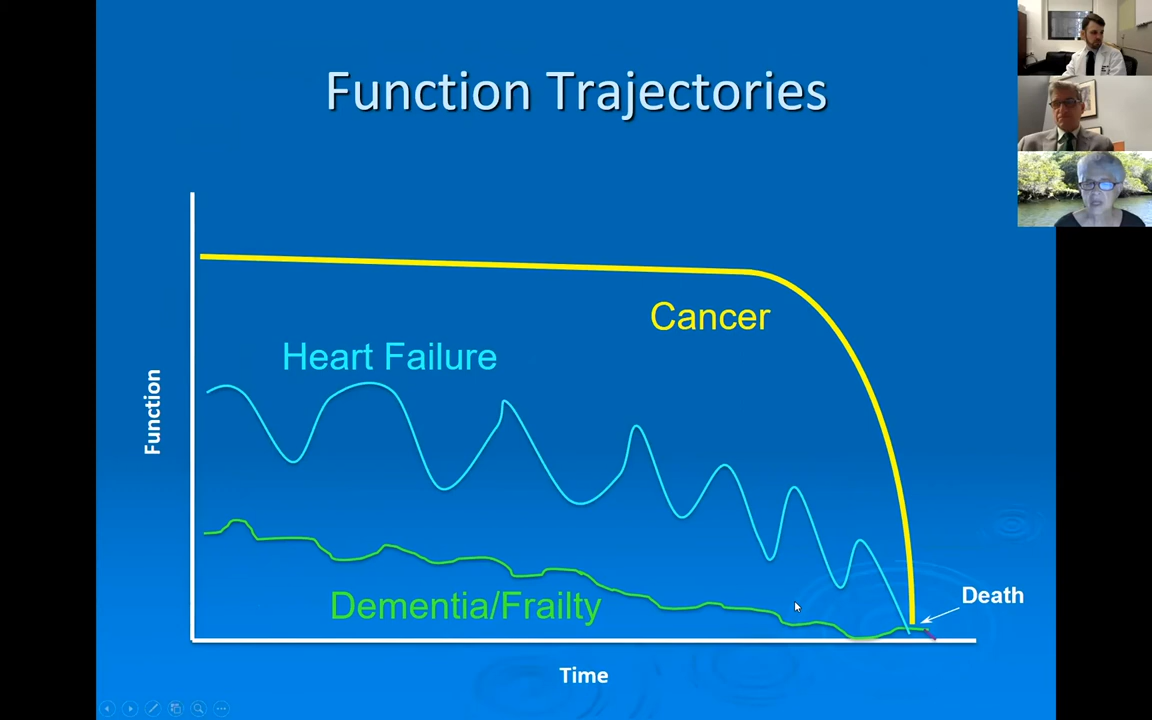 Function Trajectories
Cancer
Heart Failure
Function
Dementia/Frailty
Death
Time